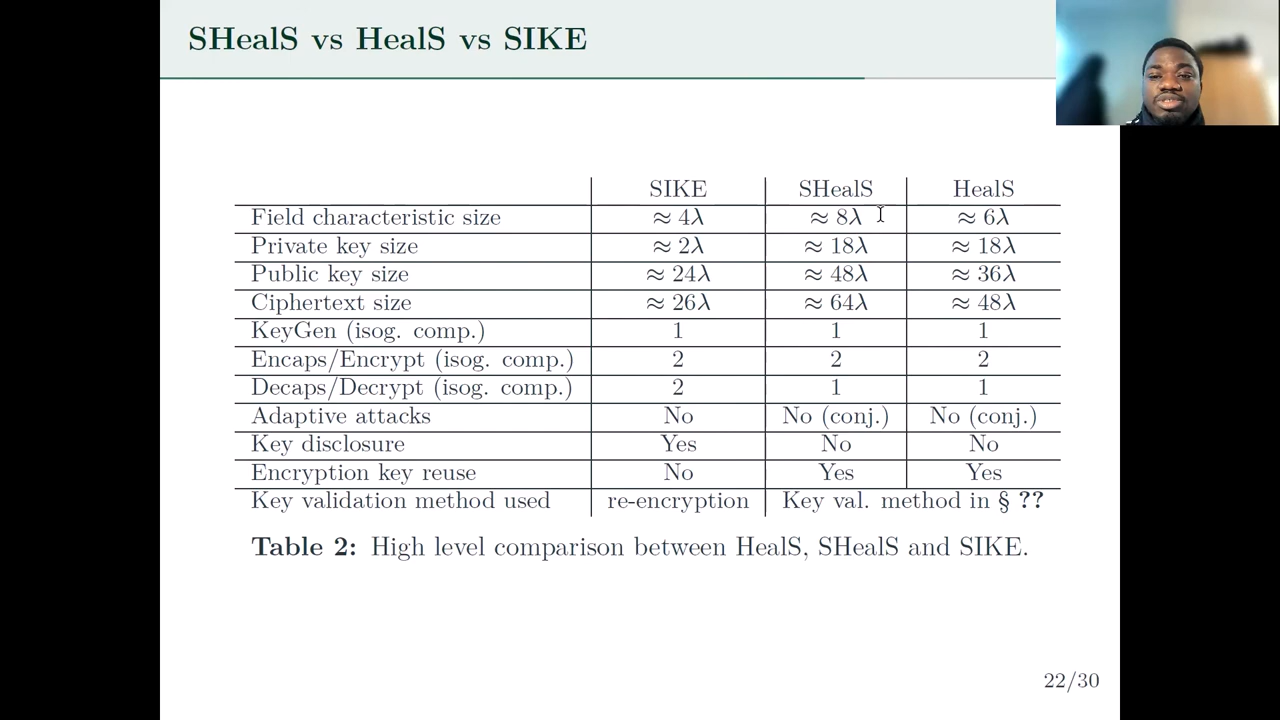 SHealS vs HealS vs SIKE
SIKE SHealS HealS
Field characteristic size ≈ 4λ ≈ 8λ ≈ 6λ
Private key size ≈ 2λ ≈ 18λ ≈ 18λ
Public key size ≈ 24λ ≈ 48λ ≈ 36λ
Ciphertext size ≈ 26λ ≈ 64λ ≈ 48λ
KeyGen (isog. comp.) 1 1 1
Encaps/Encrypt (isog. comp.) 2 2 2
Decaps/Decrypt (isog. comp.) 2 1 1
Adaptive attacks No No (conj.) No (conj.)
Key disclosure Yes No No
Encryption key reuse No Yes Yes
Key validation method used re-encryption Key val. method in § ??
Table 2: High level comparison between HealS, SHealS and SIKE.
22/30